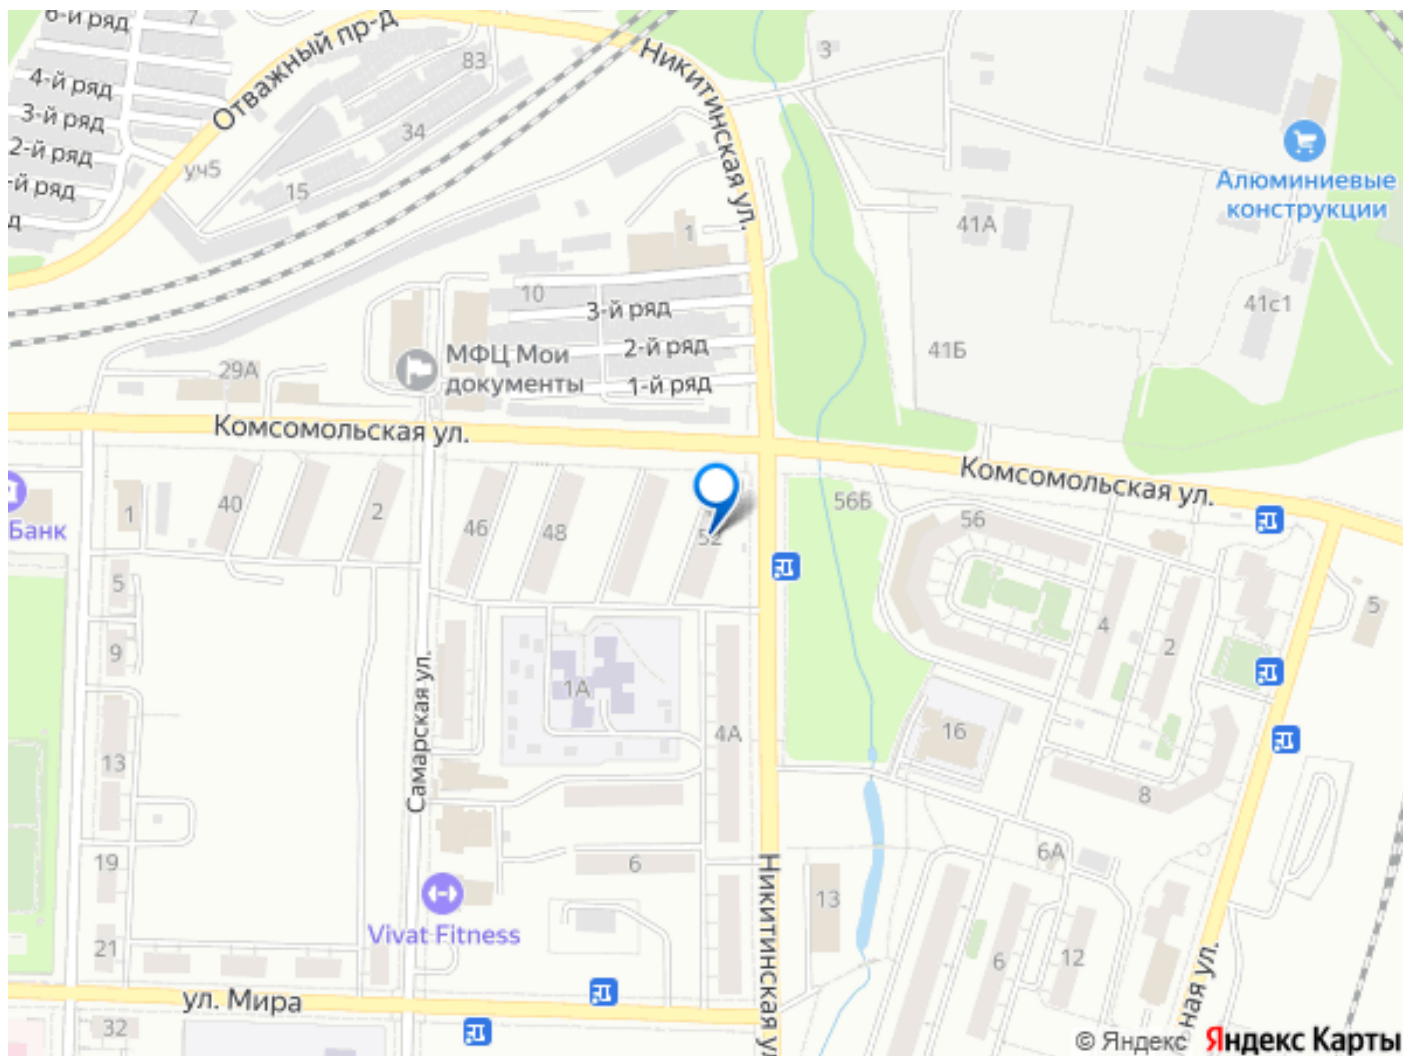 6-й ряд
7
Отважный пр-д
83
Никитинская ул.
3
4-й ряд
3-й ряд
2-й ряд
-й ряд
д
34
уч5
15
Алюминиевые
конструкции
41А
1
10
3-й ряд
2-й ряд
1-й ряд
41с1
41Б
МФЦ Мои
документы
29А
Комсомольская ул.
Комсомольская ул.
40
2
1
46
48
52
56Б
56
Банк
5
9
4
2
5
1А
Самарская ул.
4А
16
13
8
6А
19
6
Никитинская ул
13
Vivat Fitness
21
6
12
ул. Мира
ная ул.
32
© Яндекс Яндекс Карты